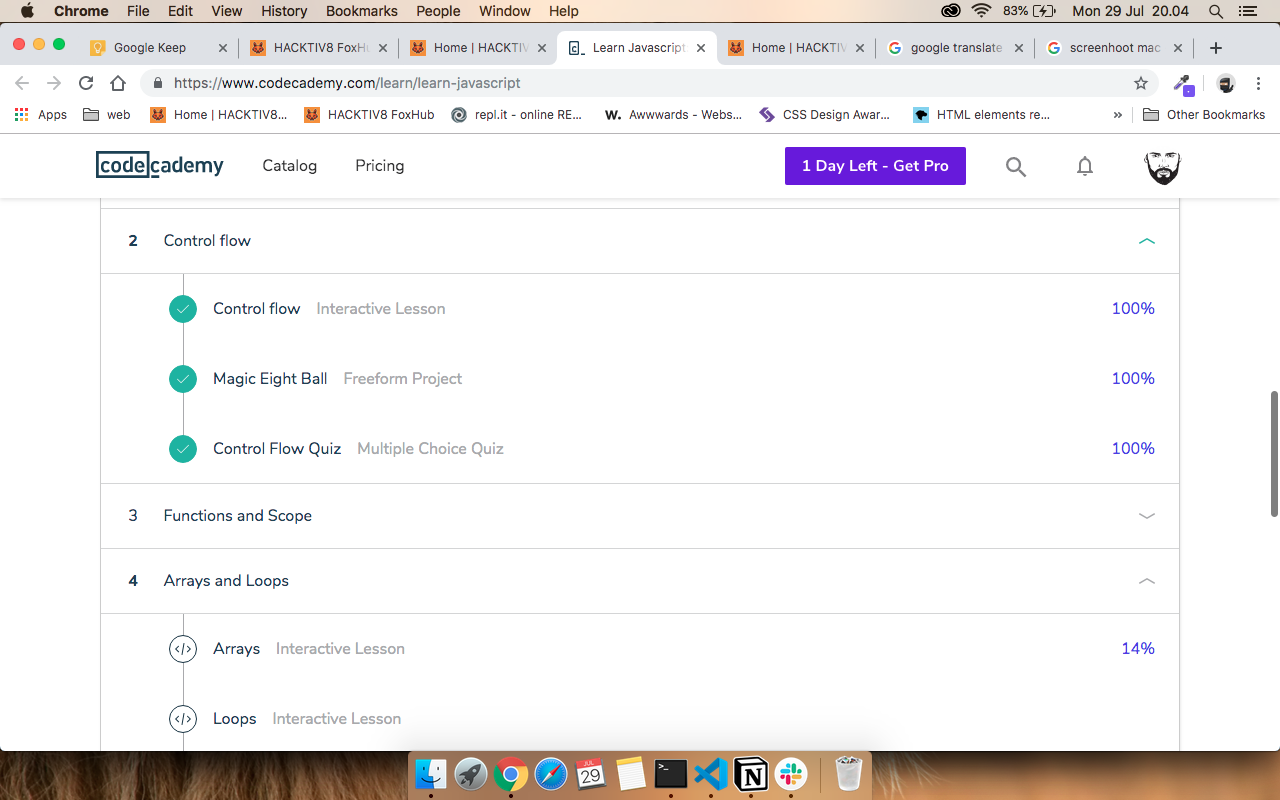 Chrome File Edit View History Bookmarks People Window Help 83% Mon 29 Jul 20.04
Google Keep HACKTIV8 FoxHu Home | HACKTIV Learn Javascript Home | HACKTIV google translate screenhoot mac
https://www.codecademy.com/learn/learn-javascript
Apps web Home | HACKTIV8... HACKTIV8 FoxHub repl.it - online RE... W. Awwwards - Webs... CSS Design Awar... HTML elements re... » Other Bookmarks
codecademy Catalog Pricing 1 Day Left - Get Pro
2 Control flow
Control flow Interactive Lesson 100%
Magic Eight Ball Freeform Project 100%
Control Flow Quiz Multiple Choice Quiz 100%
3 Functions and Scope
4 Arrays and Loops
</> Arrays Interactive Lesson 14%
</> Loops Interactive Lesson
JUL
29